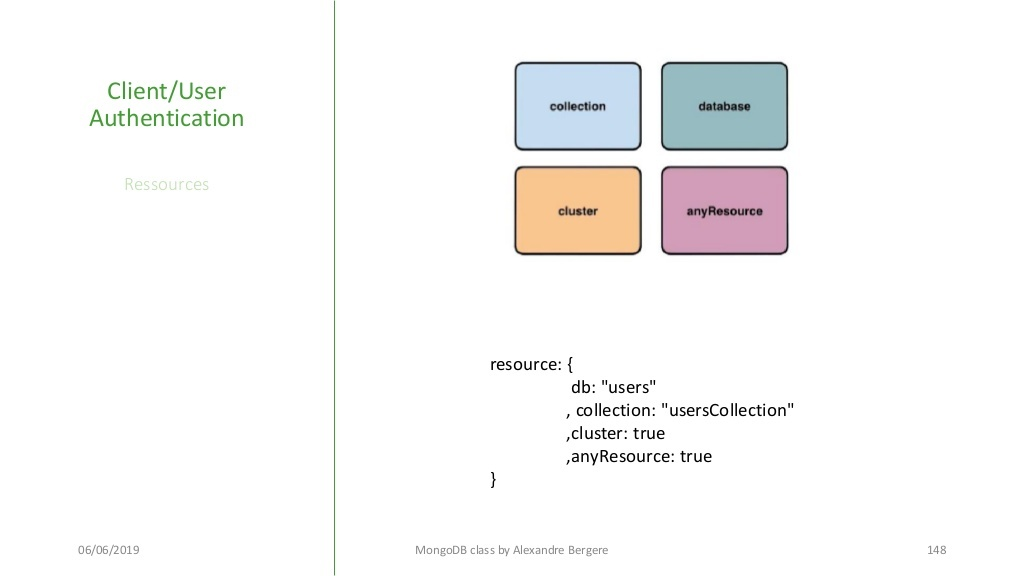 Client/User
Authentication
Ressources
collection
database
cluster
anyResource
resource: {
db: "users"
, collection: "usersCollection"
,cluster: true
,anyResource: true
}
06/06/2019
MongoDB class by Alexandre Bergere
148